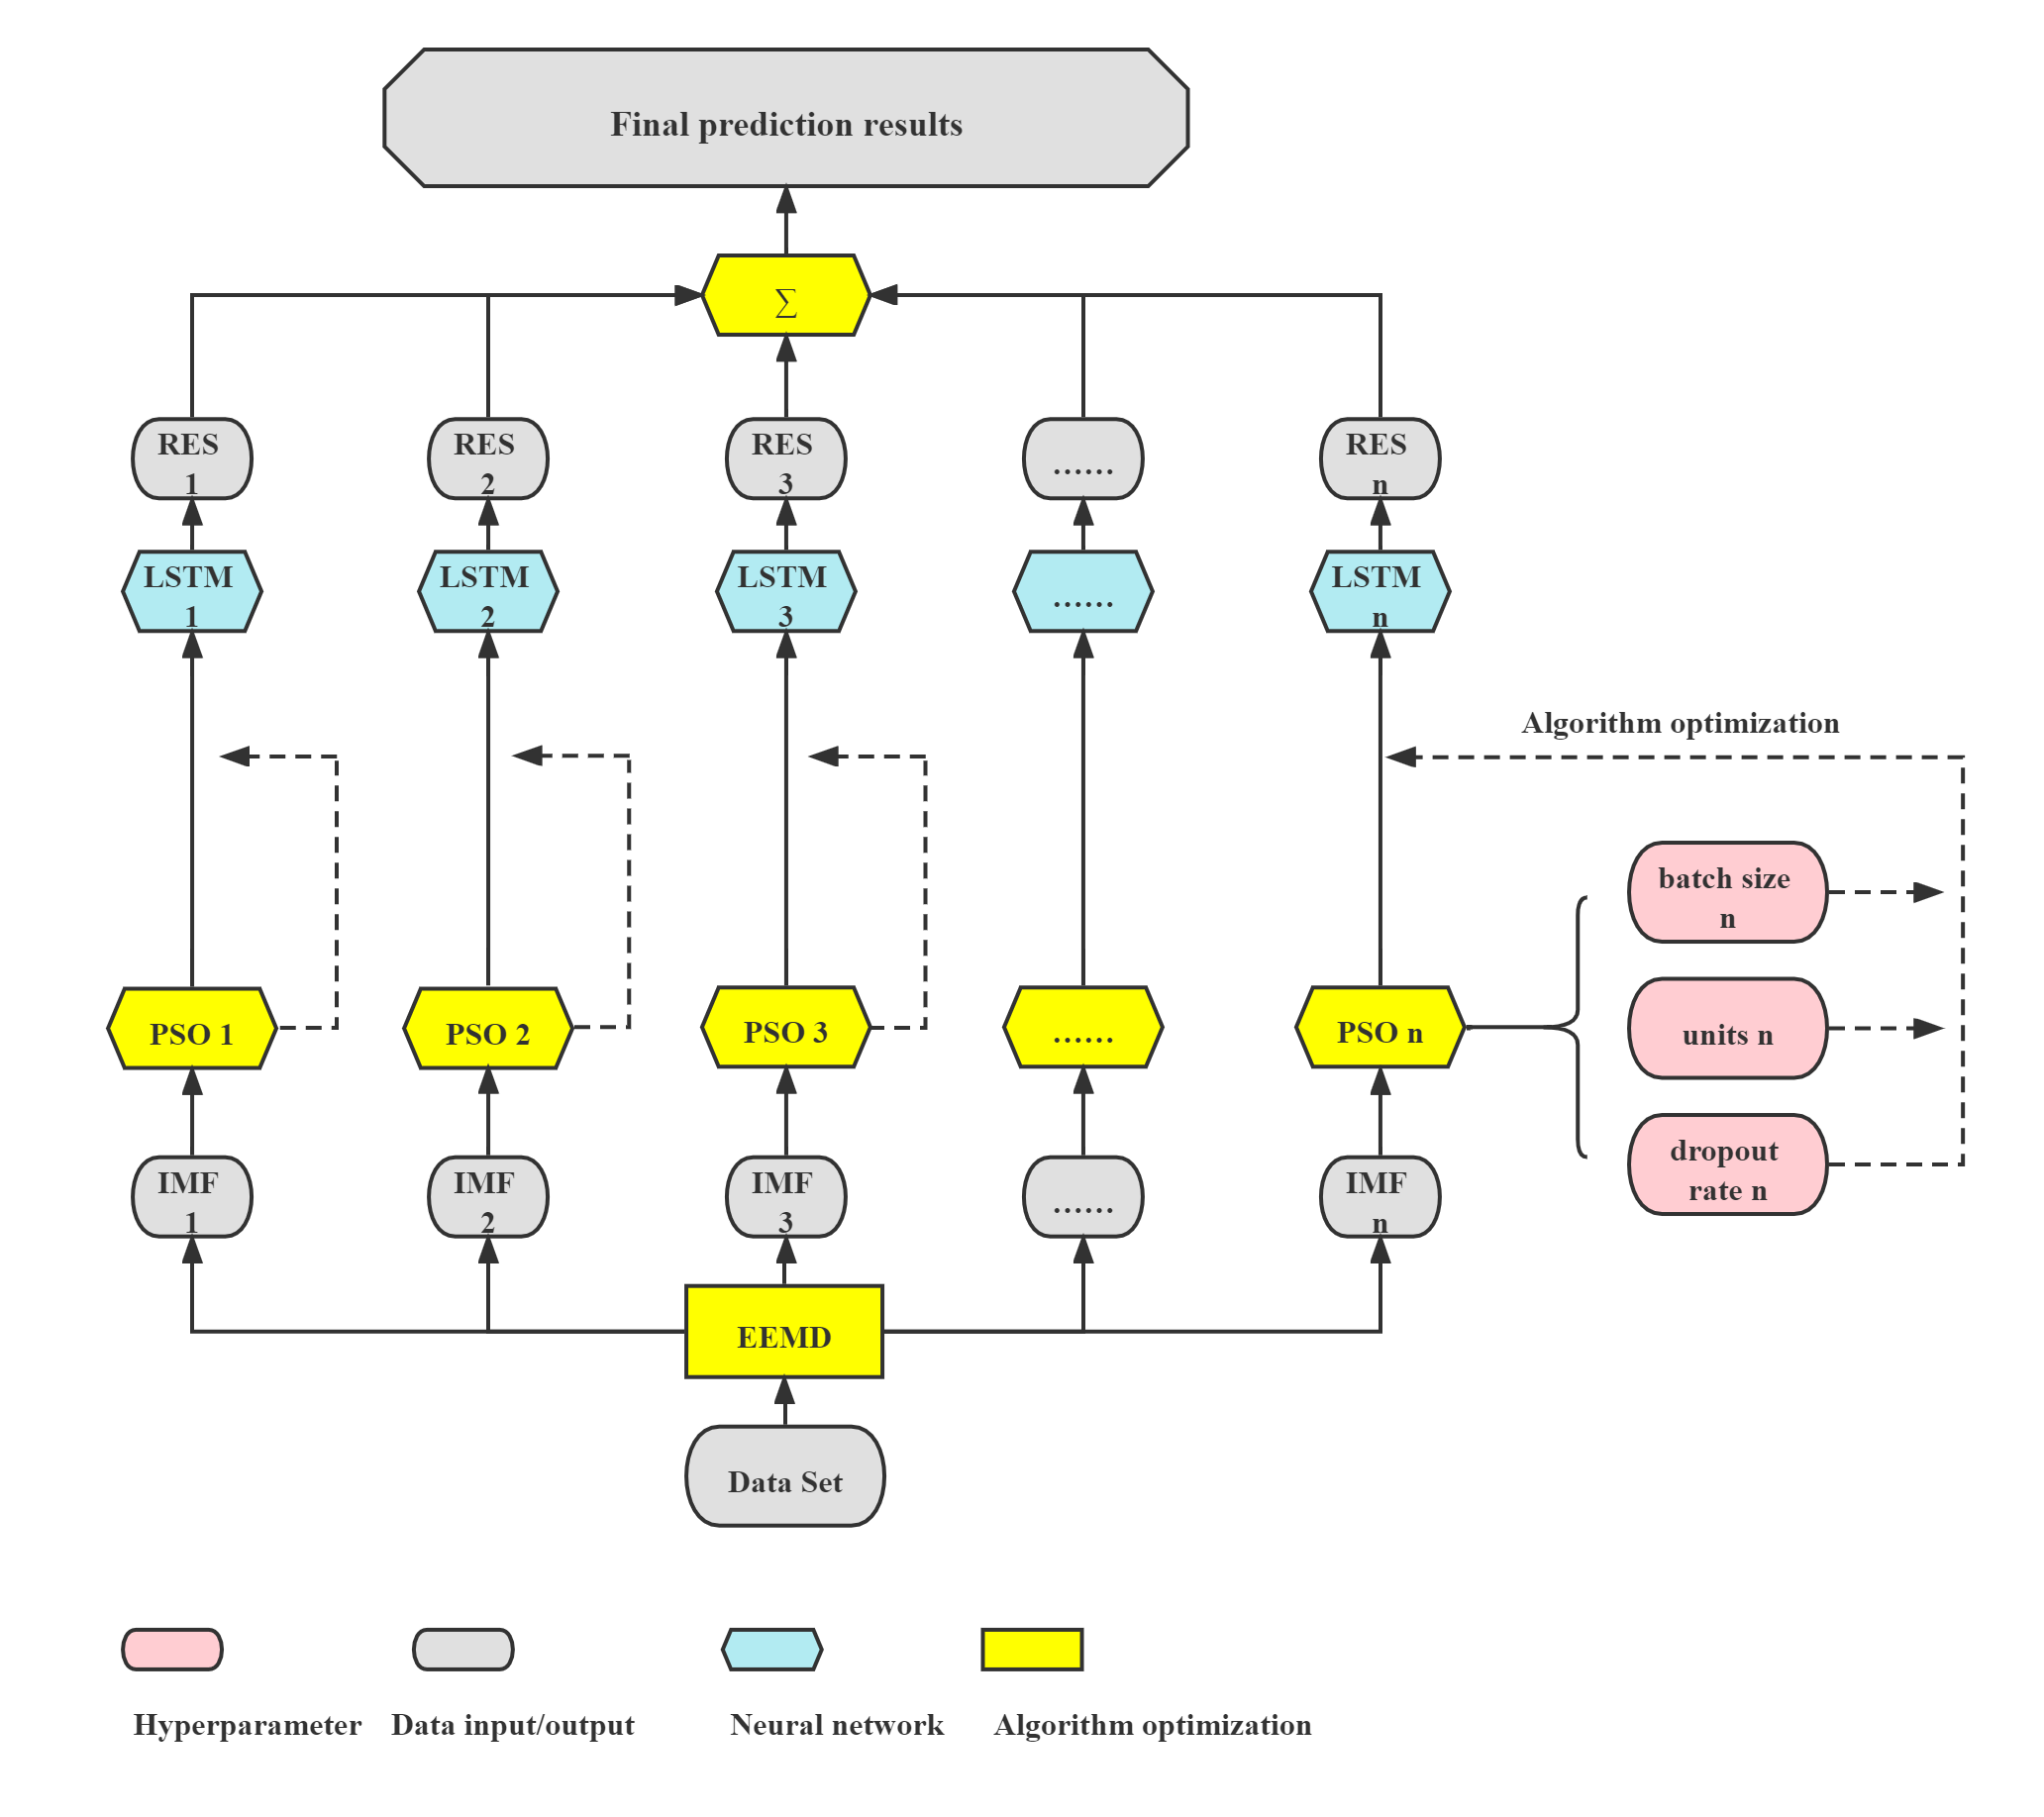 Final prediction results
∑
RES
1
RES
2
RES
3
......
RES
n
LSTM
1
LSTM
2
LSTM
3
......
LSTM
n
Algorithm optimization
batch size
n
PSO 1
PSO 2
PSO 3
......
PSO n
units n
dropout
rate n
IMF
1
IMF
2
IMF
3
......
IMF
n
EEMD
Data Set
Hyperparameter
Data input/output
Neural network
Algorithm optimization